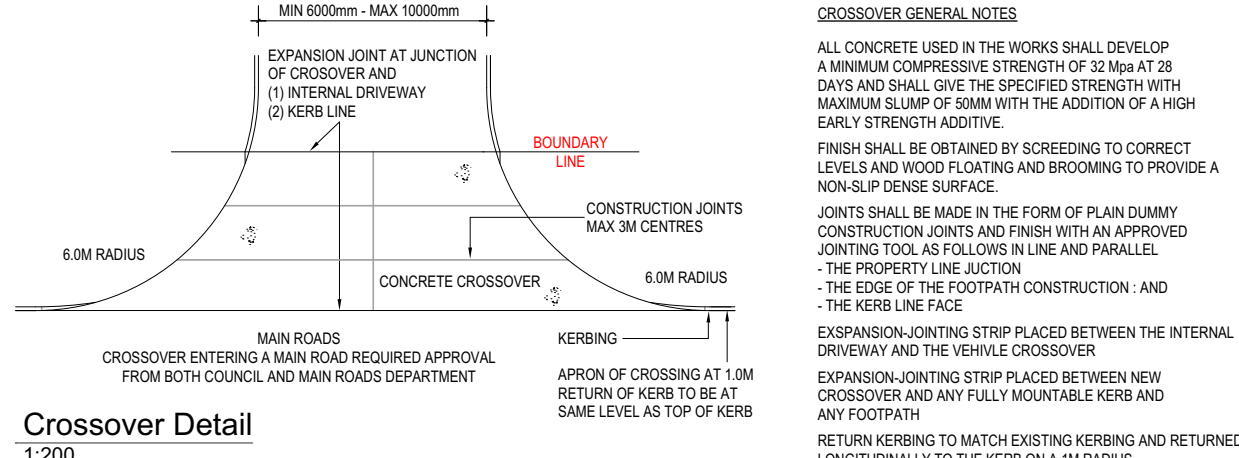 MIN 6000mm - MAX 10000mm
EXPANSION JOINT AT JUNCTION
OF CROSOVER AND
(1) INTERNAL DRIVEWAY
(2) KERB LINE
BOUNDARY
LINE
CONSTRUCTION JOINTS
MAX 3M CENTRES
6.0M RADIUS
CONCRETE CROSSOVER
6.0M RADIUS
MAIN ROADS
CROSSOVER ENTERING A MAIN ROAD REQUIRED APPROVAL
FROM BOTH COUNCIL AND MAIN ROADS DEPARTMENT
KERBING
APRON OF CROSSING AT 1.0M
RETURN OF KERB TO BE AT
SAME LEVEL AS TOP OF KERB
Crossover Detail
1:200
CROSSOVER GENERAL NOTES
ALL CONCRETE USED IN THE WORKS SHALL DEVELOP
A MINIMUM COMPRESSIVE STRENGTH OF 32 Mpa AT 28
DAYS AND SHALL GIVE THE SPECIFIED STRENGTH WITH
MAXIMUM SLUMP OF 50MM WITH THE ADDITION OF A HIGH
EARLY STRENGTH ADDITIVE.
FINISH SHALL BE OBTAINED BY SCREEDING TO CORRECT
LEVELS AND WOOD FLOATING AND BROOMING TO PROVIDE A
NON-SLIP DENSE SURFACE.
JOINTS SHALL BE MADE IN THE FORM OF PLAIN DUMMY
CONSTRUCTION JOINTS AND FINISH WITH AN APPROVED
JOINTING TOOL AS FOLLOWS IN LINE AND PARALLEL
- THE PROPERTY LINE JUCTION
- THE EDGE OF THE FOOTPATH CONSTRUCTION : AND
- THE KERB LINE FACE
EXSPANSION-JOINTING STRIP PLACED BETWEEN THE INTERNAL
DRIVEWAY AND THE VEHIVLE CROSSOVER
EXPANSION-JOINTING STRIP PLACED BETWEEN NEW
CROSSOVER AND ANY FULLY MOUNTABLE KERB AND
ANY FOOTPATH
RETURN KERBING TO MATCH EXISTING KERBING AND RETURNED
LONGITUDINALLY TO THE KERB ON A 1M RADIUS